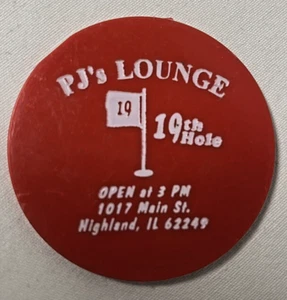 PJ's LOUNGE
19
19th
Hole
OPEN at 3 PM
1017 Main St.
Highland, IL 62249